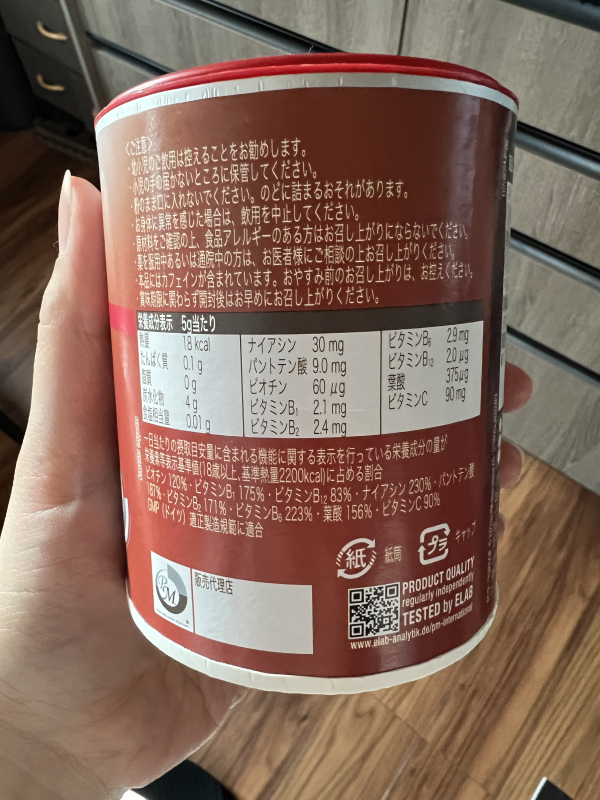 〈ご注意〉
・幼小児のご飲用は控えることをお勧めします。
・小児の手の届かないところに保管してください。
・粉のまま口に入れないでください。のどに詰まるおそれがあります。
・お身体に異常を感じた場合は、飲用を中止してください。
・原材料をご確認の上、食品アレルギーのある方はお召し上がりにならないでください。
・薬を服用中あるいは通院中の方は、お医者様にご相談の上お召し上がりください。
・本品にはカフェインが含まれています。おやすみ前のお召し上がりは、お控えください。
・賞味期限に関わらず開封後はお早めにお召し上がりください。
栄養成分表示 5g当たり
熱量 18 kcal
たんぱく質 0.1 g
脂質 0 g
炭水化物 4 g
食塩相当量 0.01 g
ナイアシン 30 mg
パントテン酸 9.0 mg
ビオチン 60 μg
ビタミンB1 2.1 mg
ビタミンB2 2.4 mg
ビタミンB6 2.9 mg
ビタミンB12 2.0 μg
葉酸 375μg
ビタミンC 90 mg
一日当たりの摂取目安量に含まれる機能に関する表示を行っている栄養成分の量が
栄養素等表示基準値(18歳以上、基準熱量2200kcal)に占める割合
ビオチン 120%・ビタミンB1 175%・ビタミンB12 83%・ナイアシン 230%・パントテン酸
187%・ビタミンB2 171%・ビタミンB6 223%・葉酸 156%・ビタミンC 90%
GMP (ドイツ) 適正製造規範に適合
紙
紙筒
プラ
キャップ
PM
販売代理店
PRODUCT QUALITY
regularly independently
TESTED by ELAB
www.elab-analytik.de/pm-international